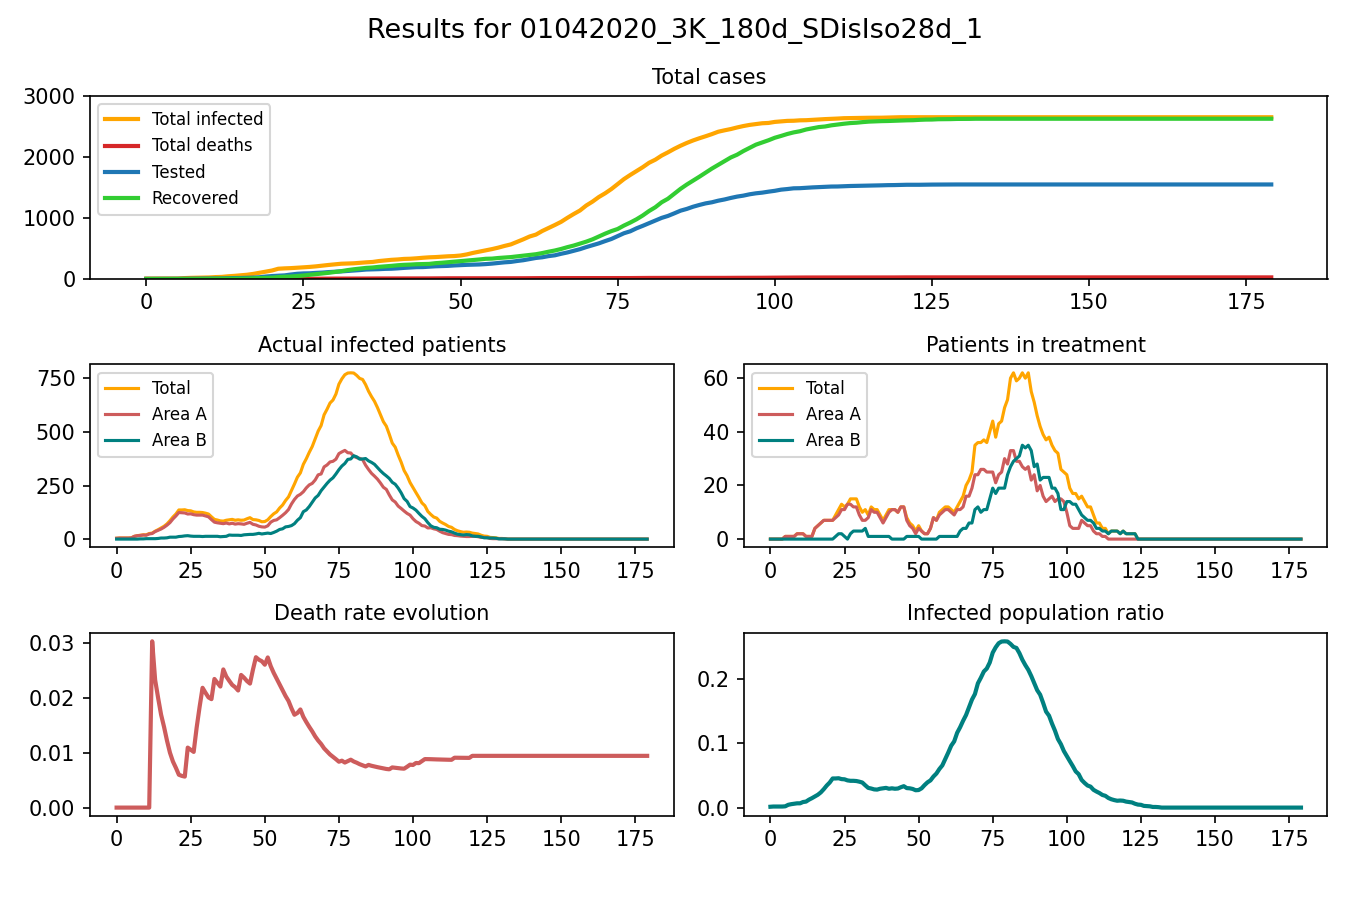 Results for 01042020_3K_180d_SDisIso28d_1
Total cases
3000
2000
1000
0
Total infected
Total deaths
Tested
Recovered
0 25 50 75 100 125 150 175
Actual infected patients
750
500
250
0
Total
Area A
Area B
0 25 50 75 100 125 150 175
Patients in treatment
60
40
20
0
Total
Area A
Area B
0 25 50 75 100 125 150 175
Death rate evolution
0.03
0.02
0.01
0.00
0 25 50 75 100 125 150 175
Infected population ratio
0.2
0.1
0.0
0 25 50 75 100 125 150 175